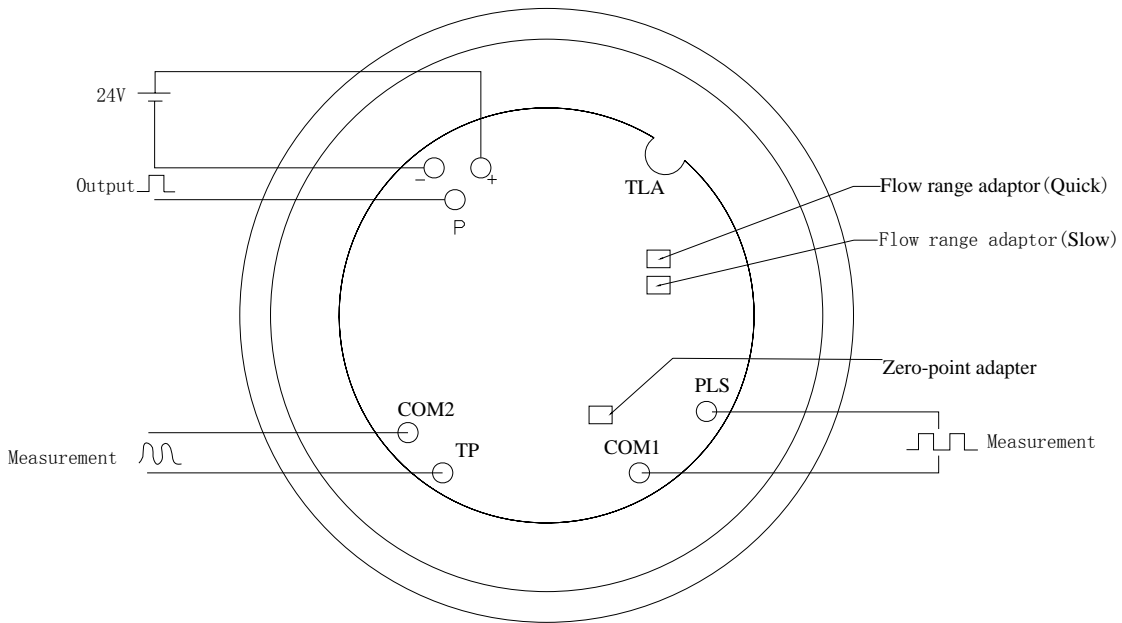 24V
-
+
Output
P
TLA
Flow range adaptor(Quick)
Flow range adaptor(Slow)
Zero-point adapter
PLS
COM2
TP
COM1
Measurement
Measurement